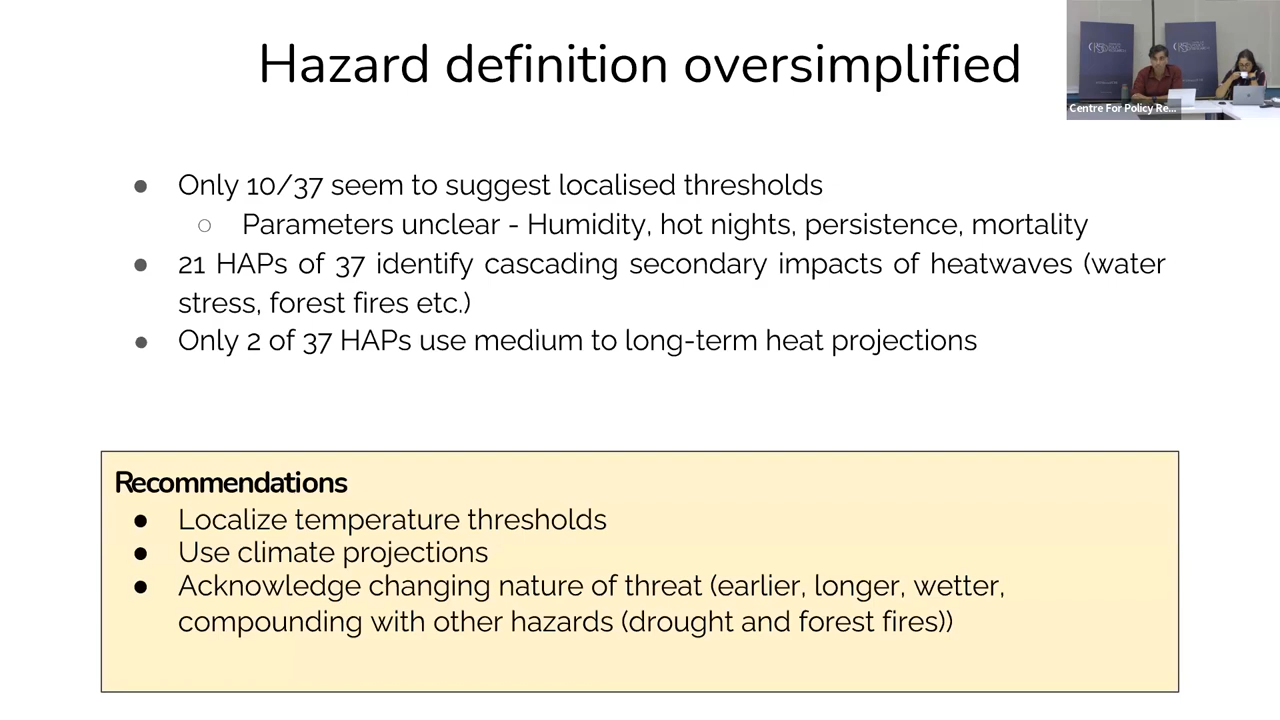 Hazard definition oversimplified
Centre For Policy Re...
● Only 10/37 seem to suggest localised thresholds
○ Parameters unclear - Humidity, hot nights, persistence, mortality
● 21 HAPs of 37 identify cascading secondary impacts of heatwaves (water
stress, forest fires etc.)
● Only 2 of 37 HAPs use medium to long-term heat projections
Recommendations
● Localize temperature thresholds
● Use climate projections
● Acknowledge changing nature of threat (earlier, longer, wetter,
compounding with other hazards (drought and forest fires))